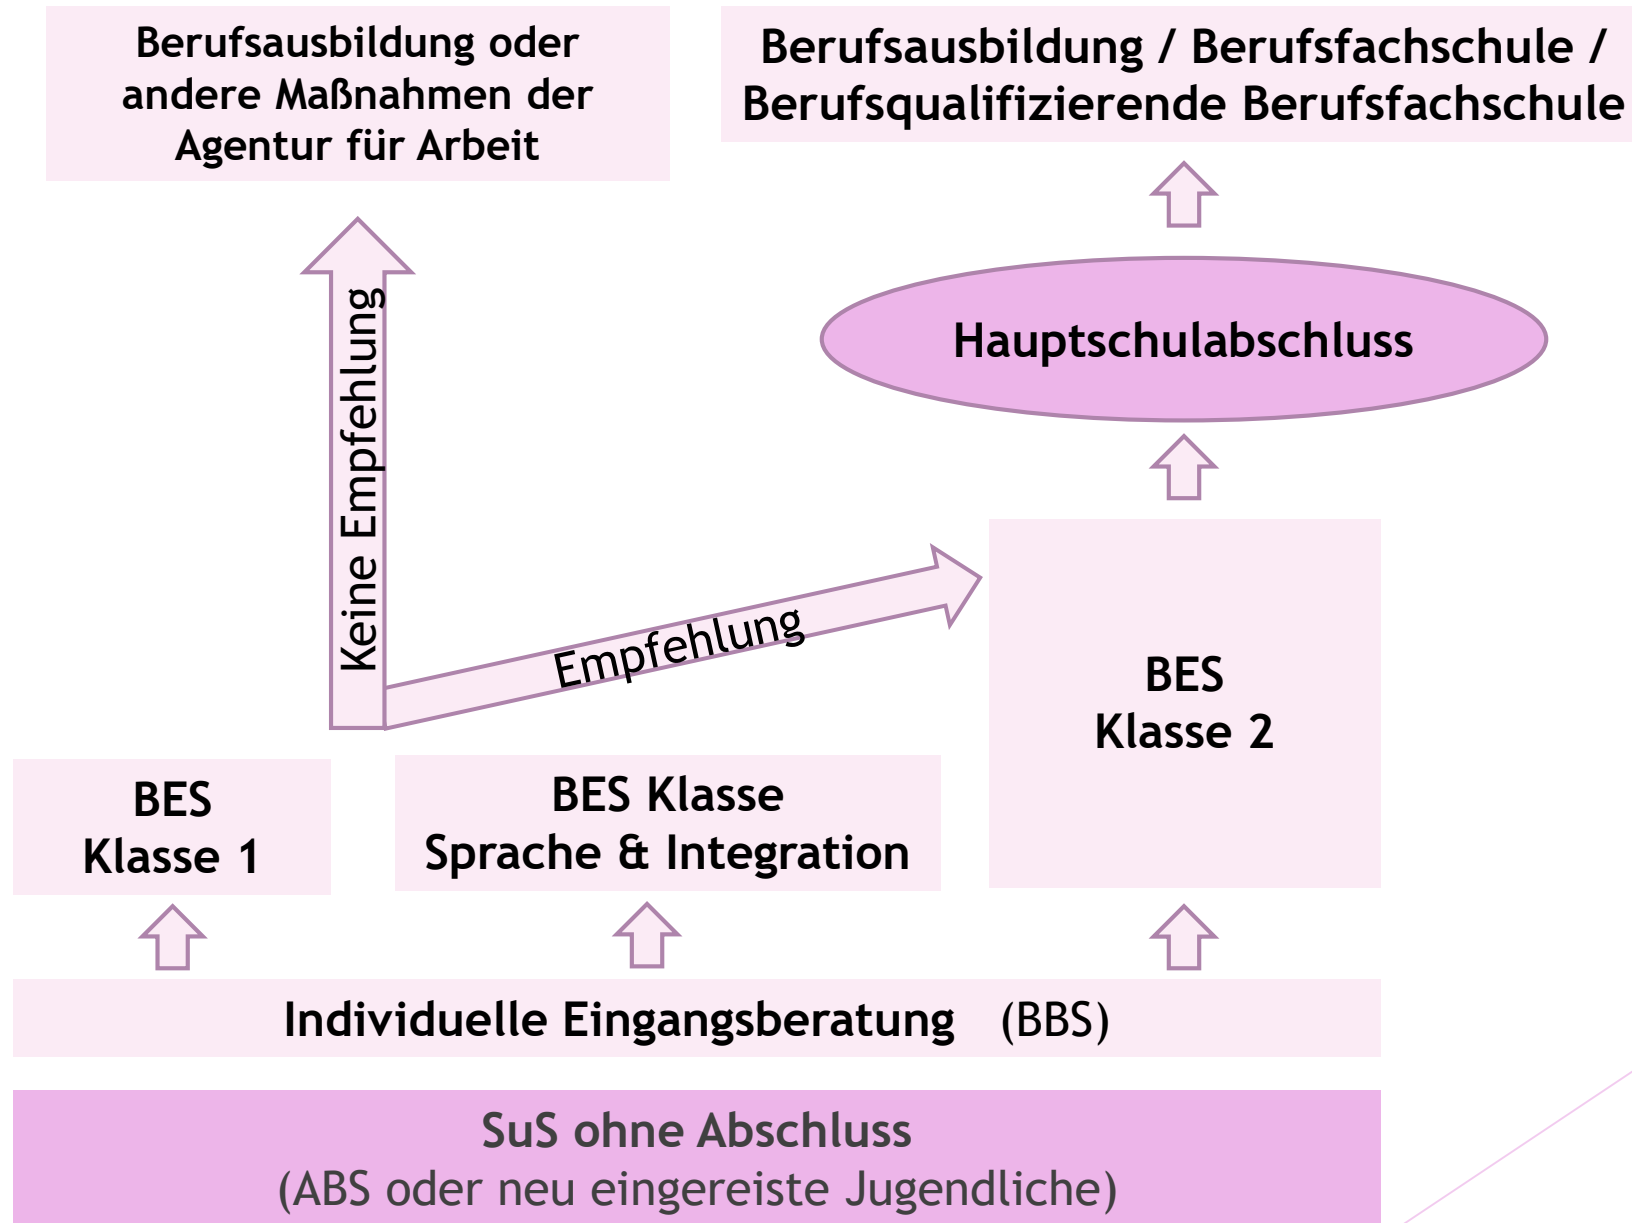 Berufsausbildung oder
andere Maßnahmen der
Agentur für Arbeit
Berufsausbildung / Berufsfachschule /
Berufsqualifizierende Berufsfachschule
Hauptschulabschluss
Keine Empfehlung
Empfehlung
BES
Klasse 2
BES
Klasse 1
BES Klasse
Sprache & Integration
Individuelle Eingangsberatung (BBS)
SuS ohne Abschluss
(ABS oder neu eingereiste Jugendliche)